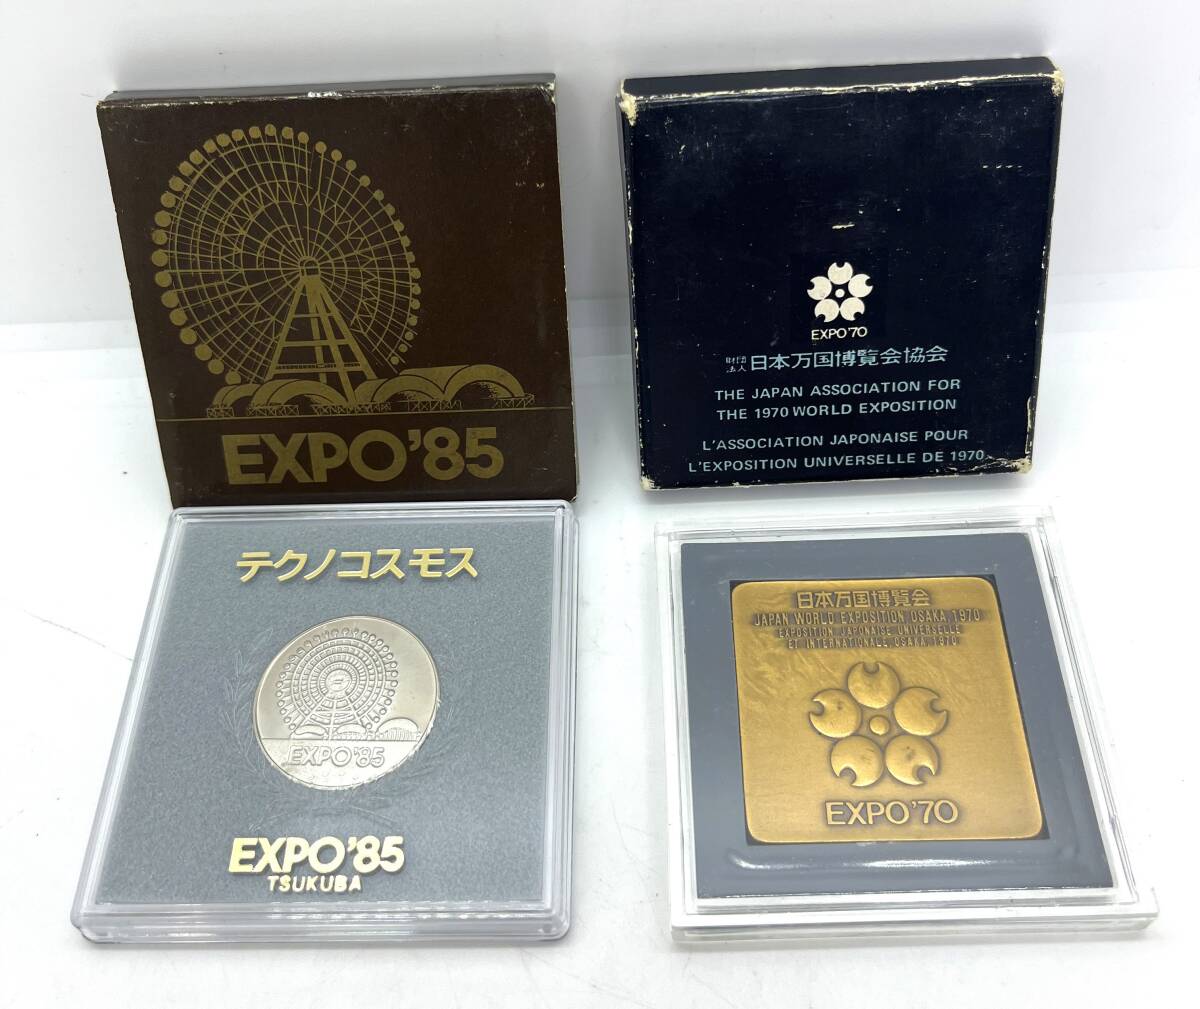 EXPO'85
EXPO'70
財団法人 日本万国博覧会協会
THE JAPAN ASSOCIATION FOR
THE 1970 WORLD EXPOSITION
L'ASSOCIATION JAPONAISE POUR
L'EXPOSITION UNIVERSELLE DE 1970
テクノコスモス
EXPO'85
EXPO'85
TSUKUBA
日本万国博覧会
JAPAN WORLD EXPOSITION, OSAKA, 1970
EXPOSITION JAPONAISE UNIVERSELLE
ET INTERNATIONALE, OSAKA, 1970
EXPO'70